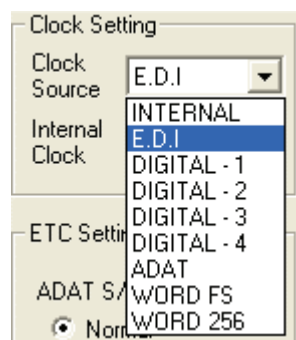 Clock Setting
Clock Source
E.D.I
INTERNAL
E.D.I
Internal Clock
DIGITAL - 1
DIGITAL - 2
DIGITAL - 3
DIGITAL - 4
ETC
ADAT
ADAT
WORD FS
WORD 256